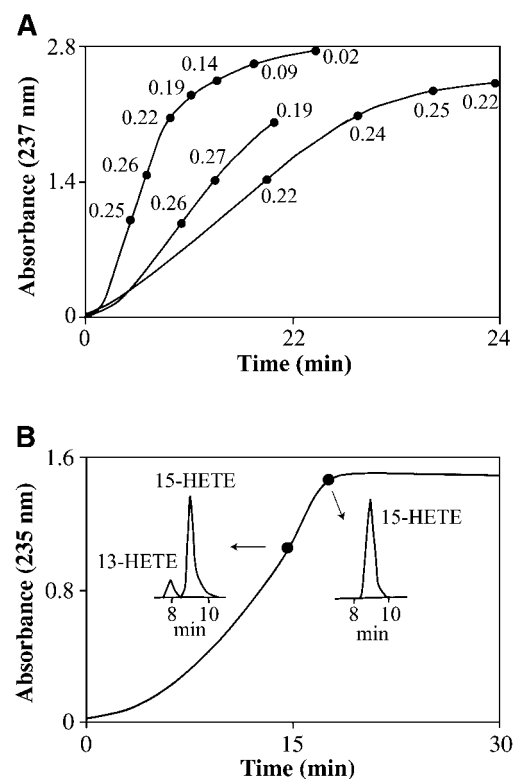 A
2.8
0.02
0.14
0.09
0.19
0.22
0.19
0.25
0.22
0.26
0.27
0.24
1.4
0.25
0.26
0.22
0
0
22
24
Absorbance (237 nm)
Time (min)
B
1.6
15-HETE
15-HETE
13-HETE
8 10
min
8 10
min
0.8
0
0
15
30
Absorbance (235 nm)
Time (min)